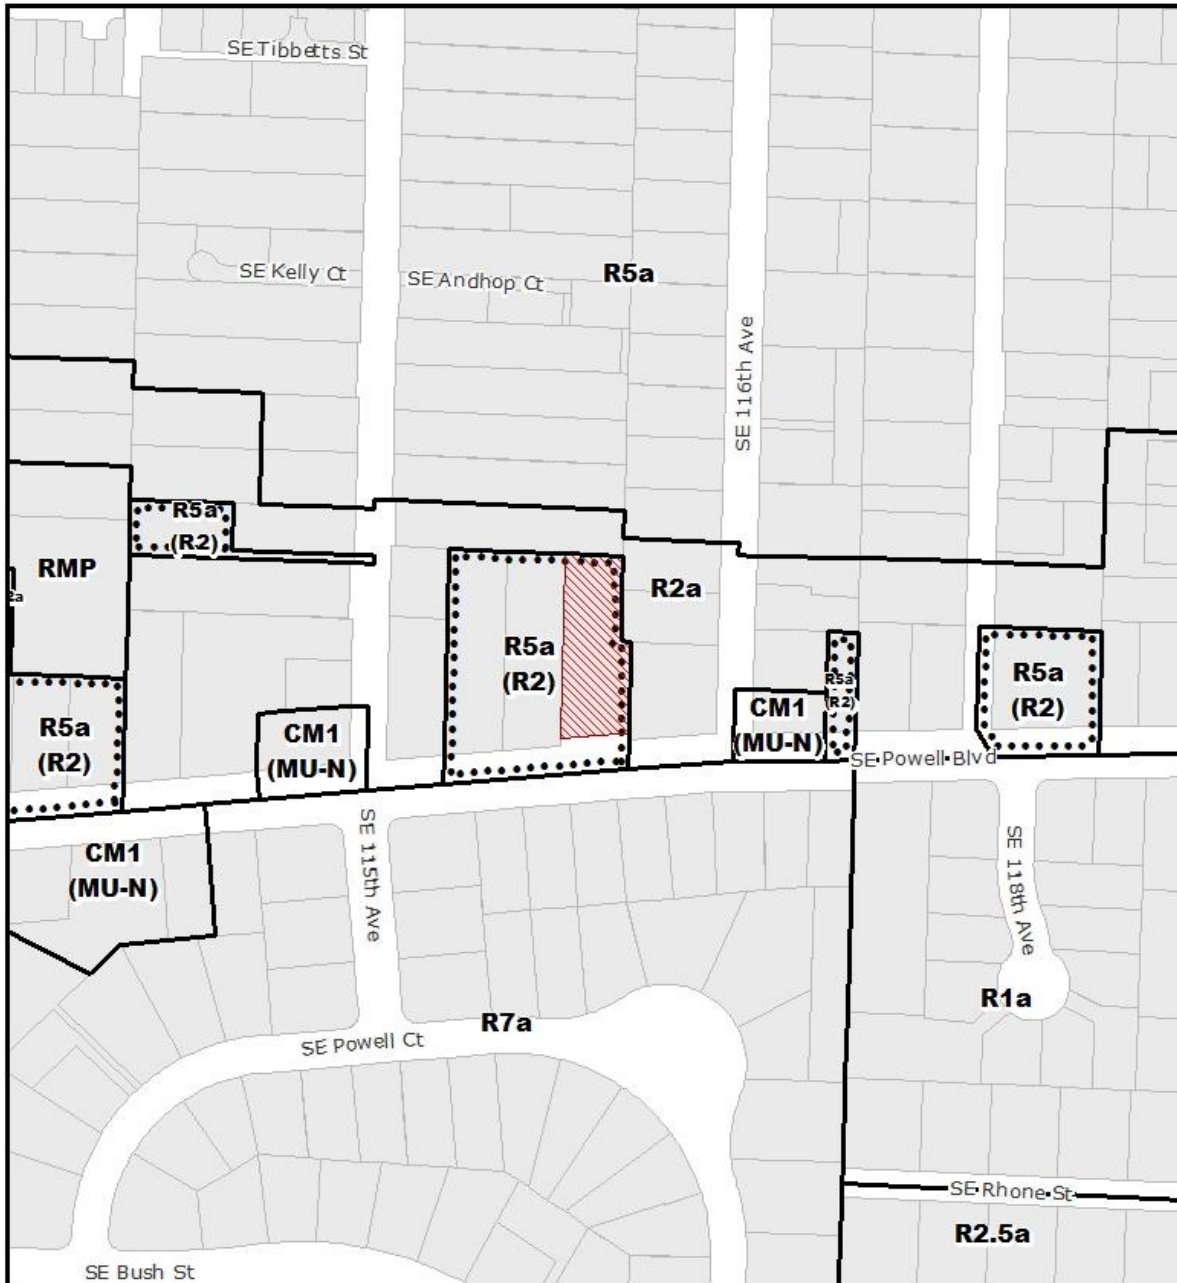 SE Tibbetts St
SE Kelly Ct
SE Andhop Ct
R5a
SE 116th Ave
R5a
(R2)
RMP
2a
R2a
R5a
(R2)
R5a
(R2)
R5a
(R2)
R5a
(R2)
CM1
(MU-N)
CM1
(MU-N)
SE Powell Blvd
CM1
(MU-N)
SE 115th Ave
SE 118th Ave
R1a
R7a
SE Powell Ct
SE Rhone St
R2.5a
SE Bush St